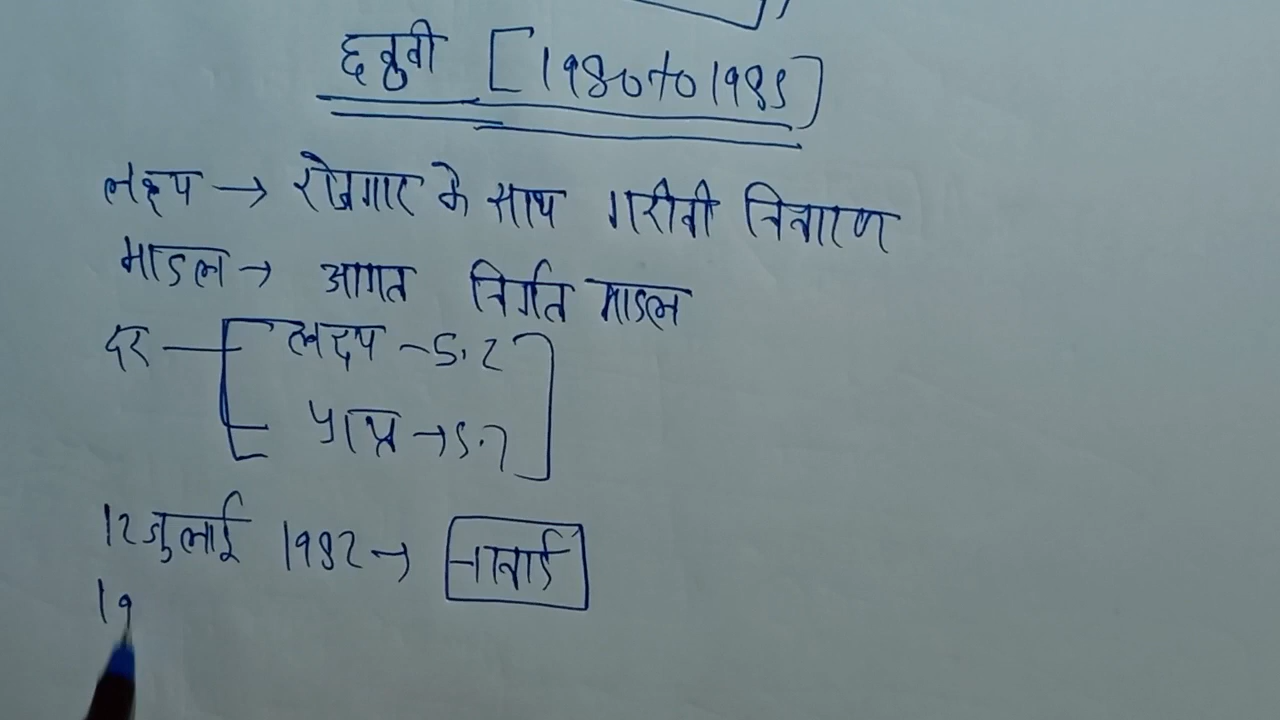 छठवी [1980 to 1985]
लक्ष्य → रोजगार के साथ गरीबी निवारण
माडल → आगत निर्गत माडल
दर [लक्ष्य - 5.2
प्राप्त → 5.7]
12 जुलाई 1982 → नाबार्ड
19